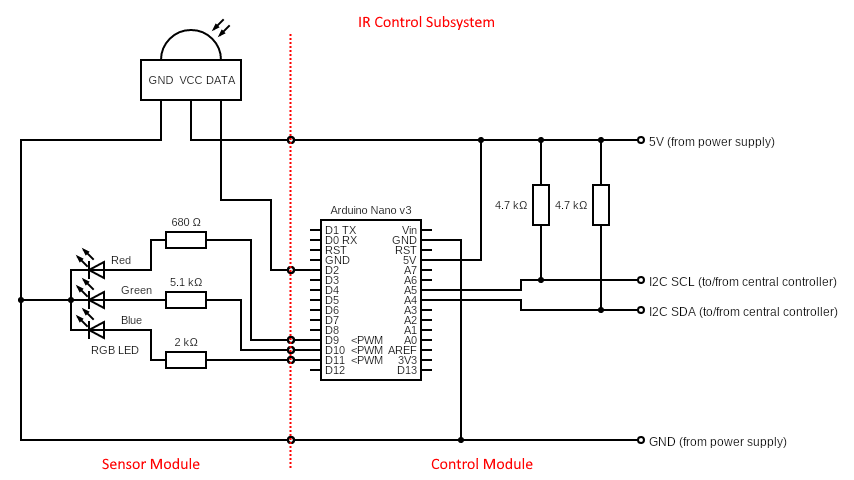 IR Control Subsystem
GND VCC DATA
5V (from power supply)
4.7 kΩ 4.7 kΩ
Arduino Nano v3
680 Ω
D1 TX Vin
D0 RX GND
RST RST
GND 5V
D2 A7
D3 A6
D4 A5
D5 A4
D6 A3
D7 A2
D8 A1
D9 <PWM A0
D10 <PWM AREF
D11 <PWM 3V3
D12 D13
Red
5.1 kΩ
Green
Blue
2 kΩ
RGB LED
I2C SCL (to/from central controller)
I2C SDA (to/from central controller)
GND (from power supply)
Sensor Module
Control Module